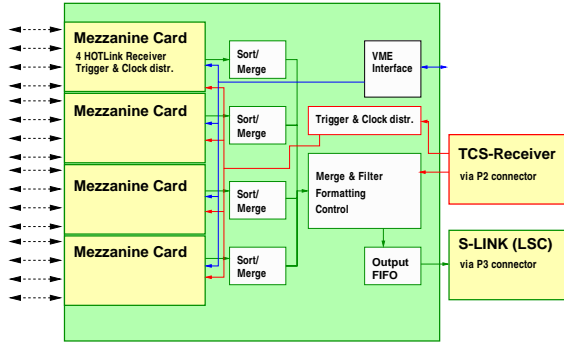 Mezzanine Card
4 HOTLink Receiver
Trigger & Clock distr.
Sort/
Merge
VME
Interface
Mezzanine Card
Sort/
Merge
Trigger & Clock distr.
TCS-Receiver
via P2 connector
Mezzanine Card
Sort/
Merge
Merge & Filter
Formatting
Control
Mezzanine Card
Sort/
Merge
Output
FIFO
S-LINK (LSC)
via P3 connector